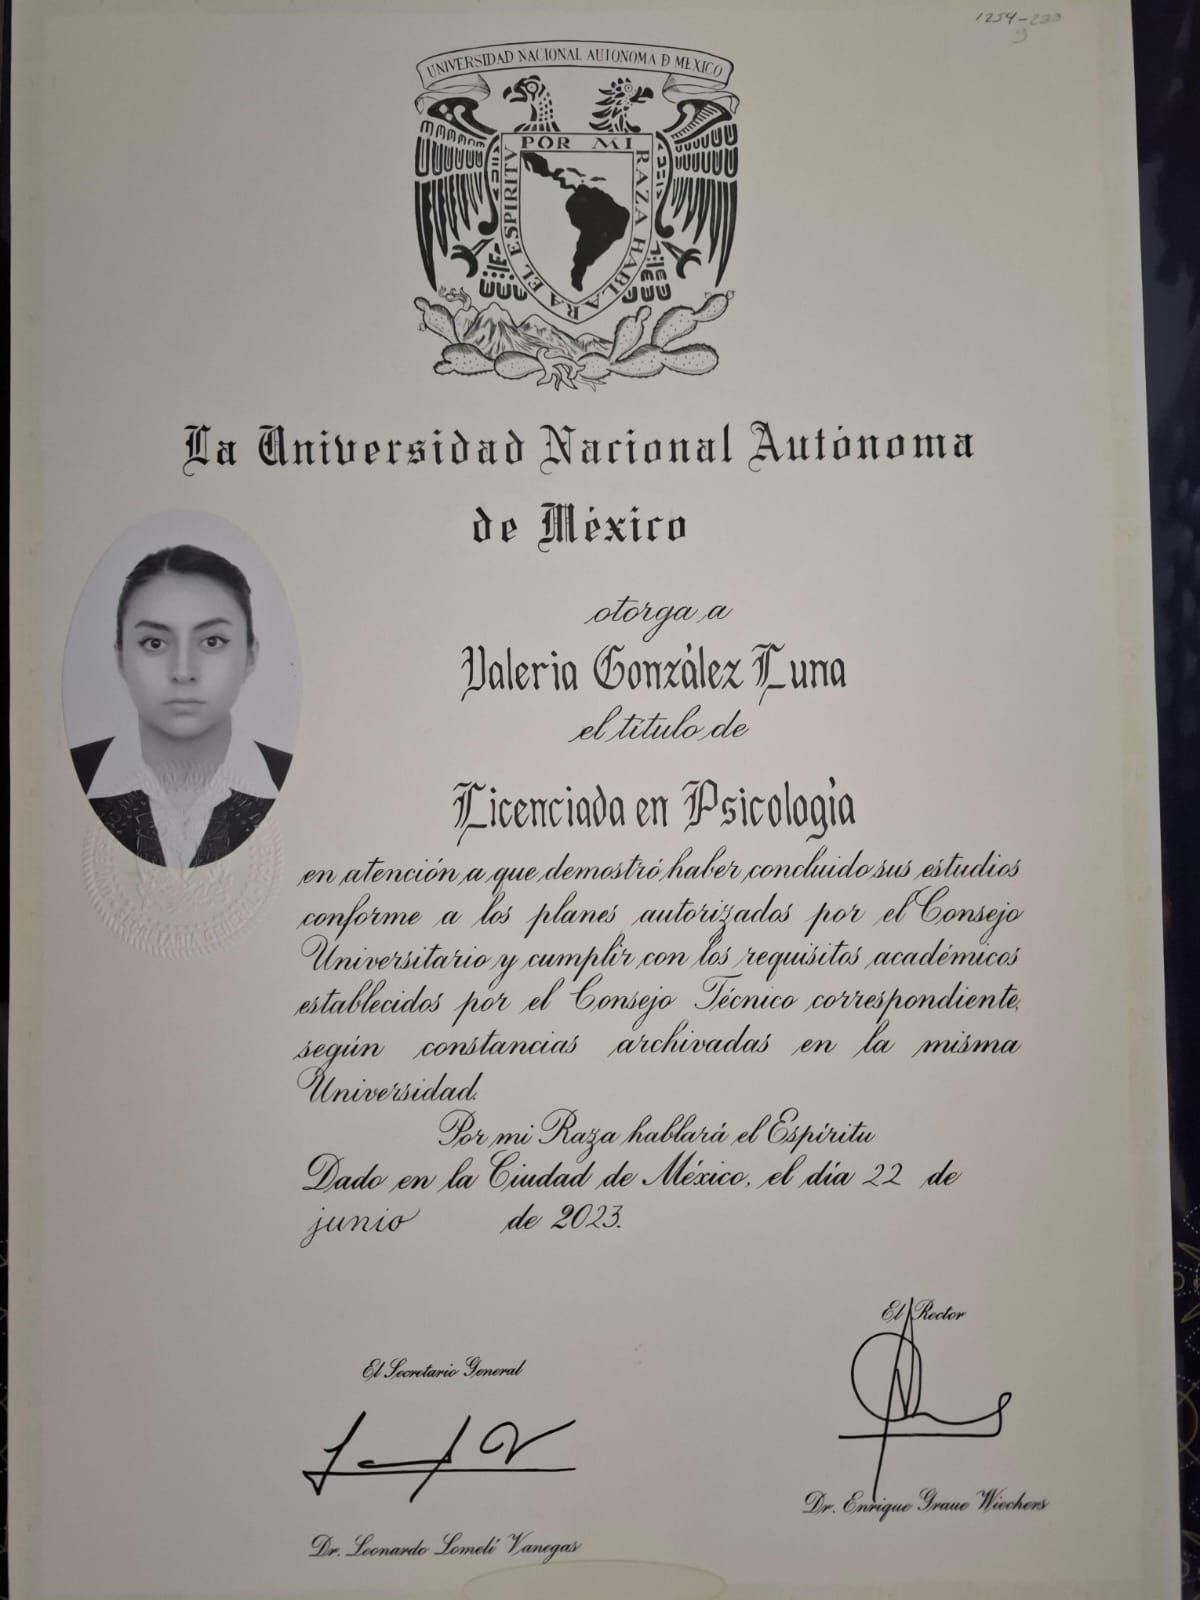 1254-230
9
UNIVERSIDAD NACIONAL AUTONOMA D MEXICO
POR MI RAZA HABLARA EL ESPIRITV
La Universidad Nacional Autónoma
de México
otorga a
Valeria González Luna
el título de
Licenciada en Psicología
en atención a que demostró haber concluido sus estudios
conforme a los planes autorizados por el Consejo
Universitario y cumplir con los requisitos académicos
establecidos por el Consejo Técnico correspondiente,
según constancias archivadas en la misma
Universidad.
Por mi Raza hablará el Espíritu
Dado en la Ciudad de México, el día 22 de
junio de 2023.
El Rector
El Secretario General
Dr. Enrique Graue Wiechers
Dr. Leonardo Lomelí Vanegas
SECRETARIA GENERAL